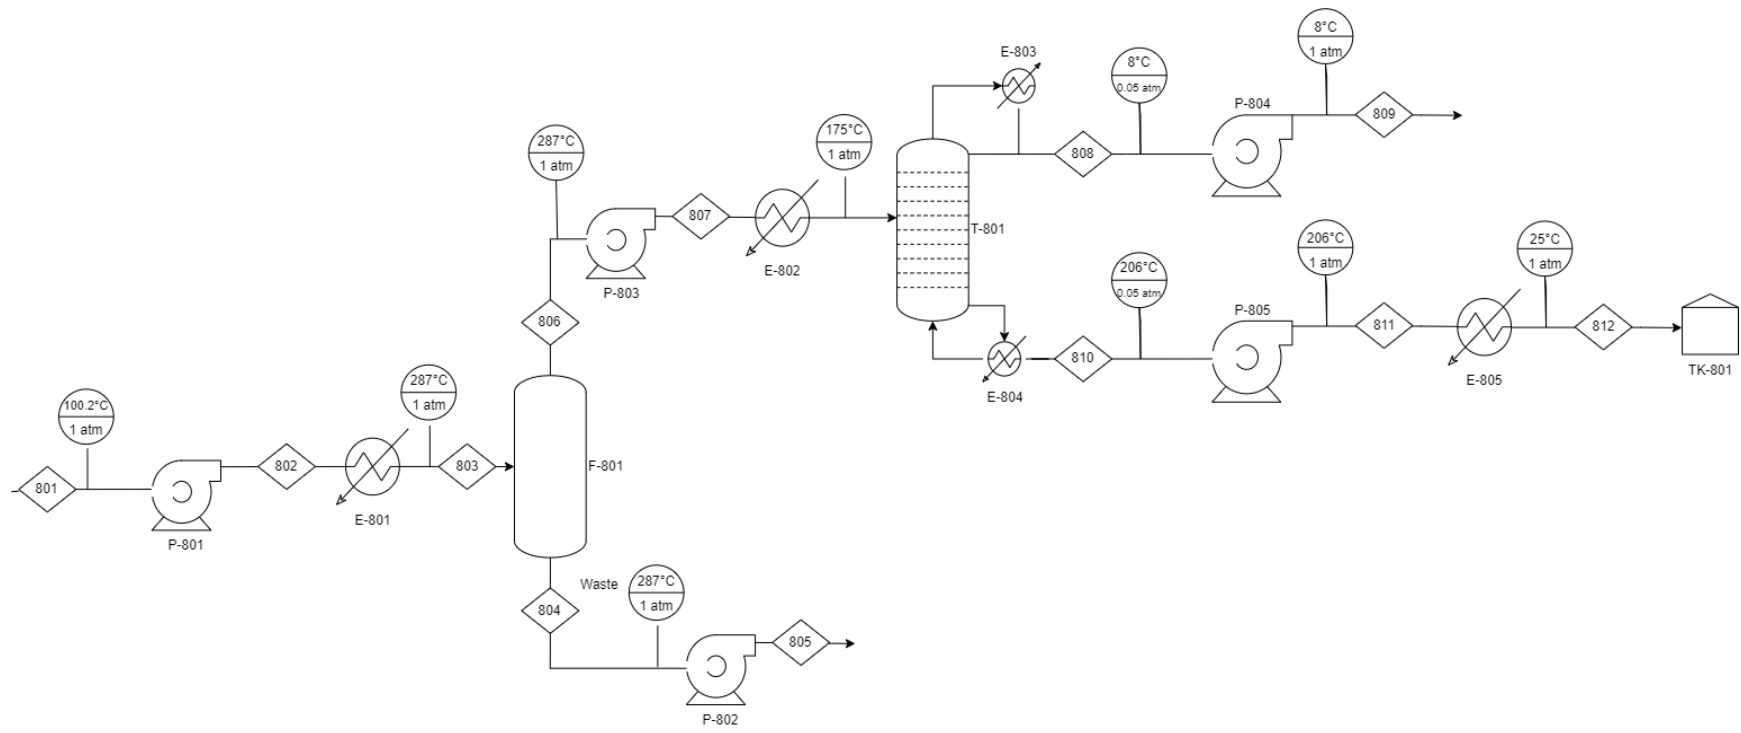 8°C
1 atm
E-803
8°C
0.05 atm
P-804
809
287°C
1 atm
175°C
1 atm
808
807
E-802
P-803
T-801
206°C
1 atm
25°C
1 atm
206°C
0.05 atm
P-805
811
812
806
810
E-804
E-805
TK-801
100.2°C
1 atm
287°C
1 atm
801
802
803
F-801
E-801
P-801
Waste
287°C
1 atm
804
805
P-802